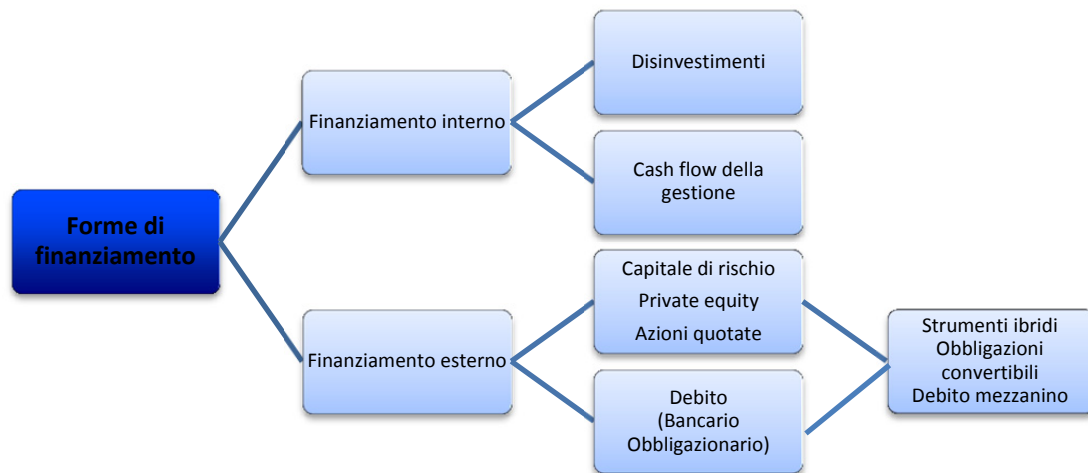 Forme di
finanziamento
Finanziamento interno
Disinvestimenti
Cash flow della
gestione
Finanziamento esterno
Capitale di rischio
Private equity
Azioni quotate
Debito
(Bancario
Obbligazionario)
Strumenti ibridi
Obbligazioni
convertibili
Debito mezzanino